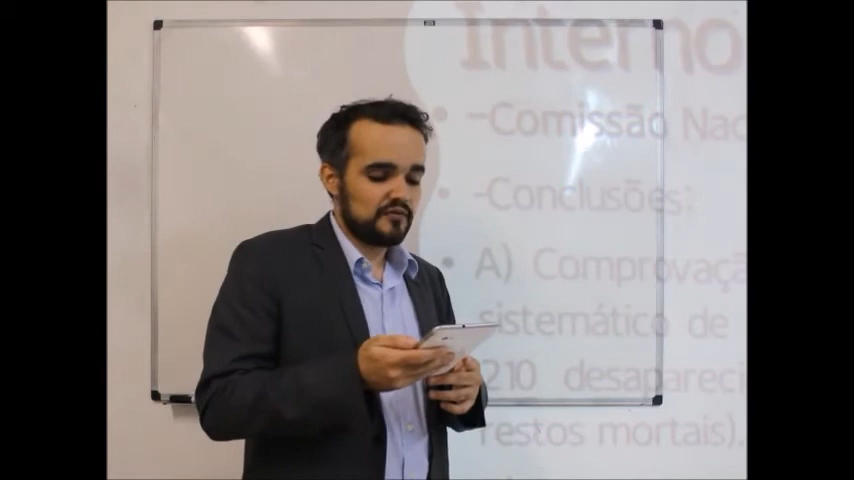 Interno
• -Comissão Nac
• -Conclusões:
• A) Comprovaçã
sistemático de
210 desapareci
restos mortais).